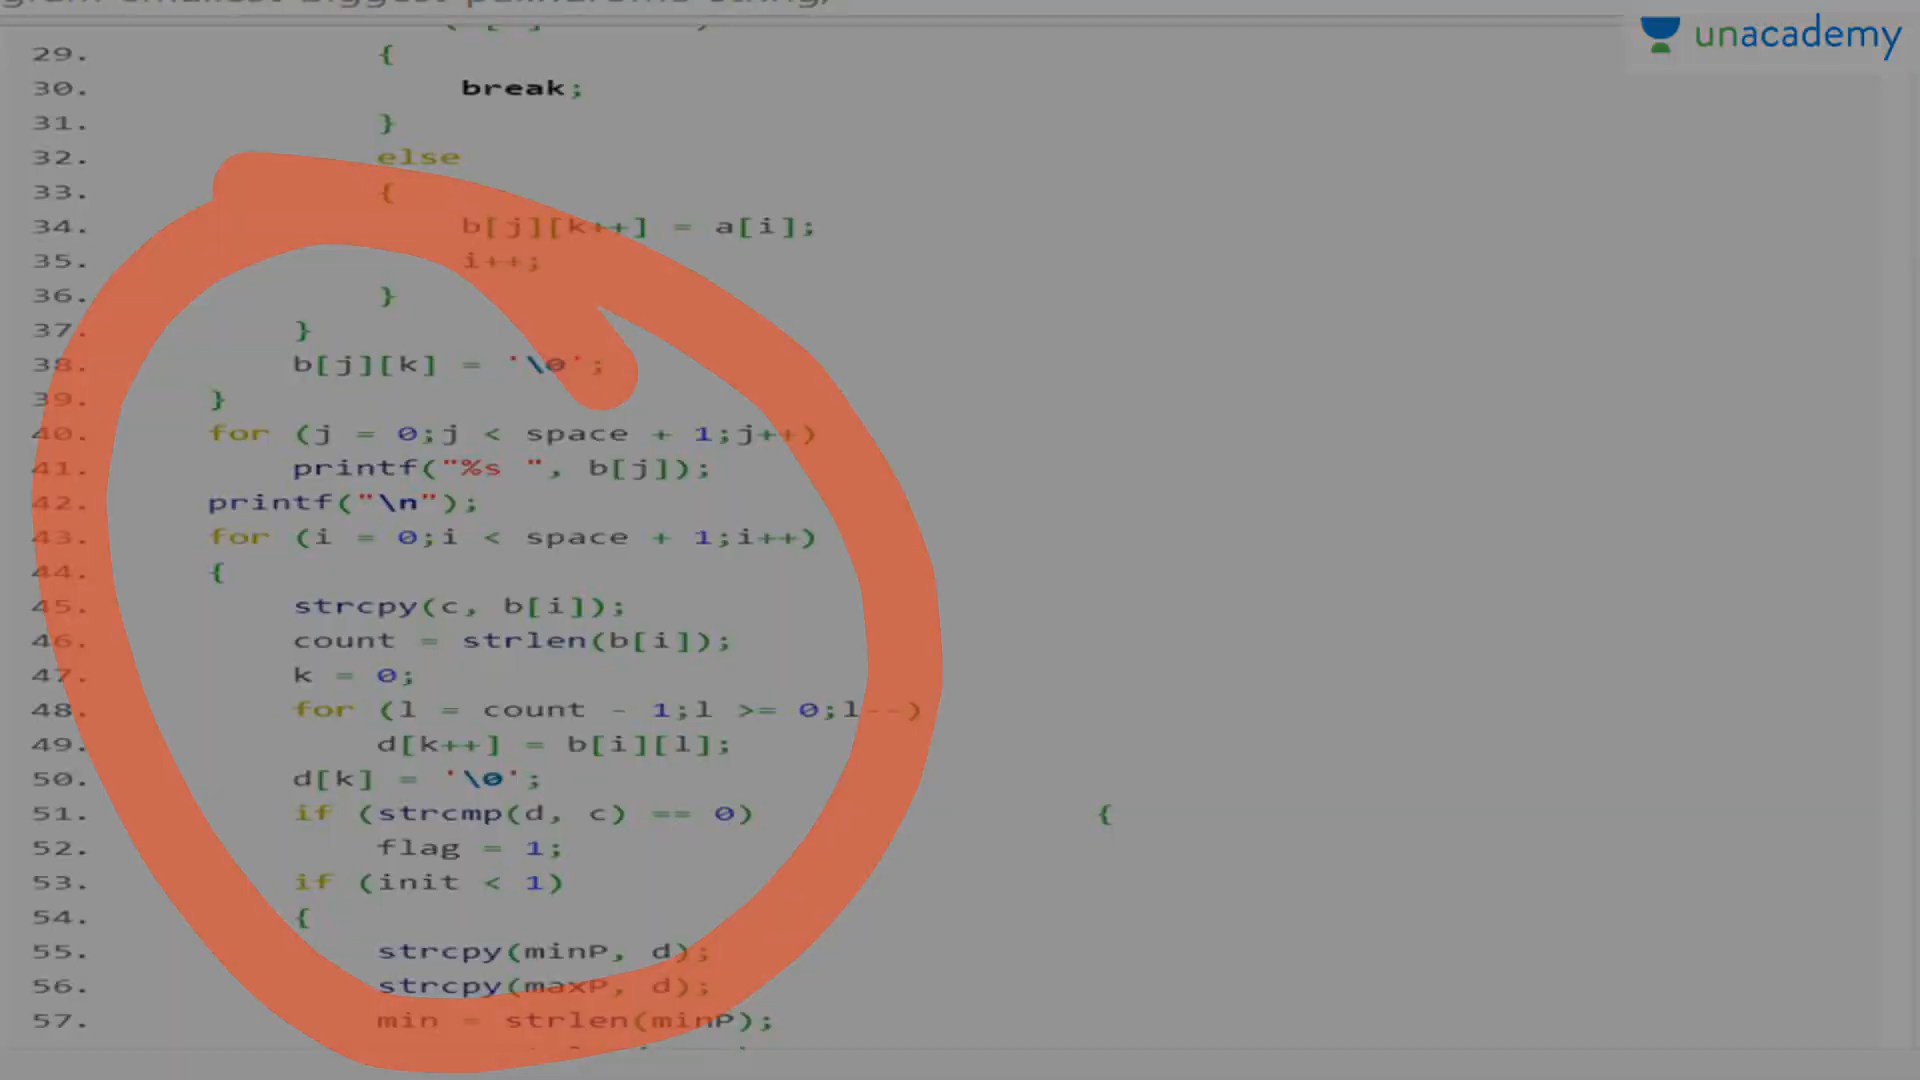 unacademy
29. {
30. break;
31. }
32. else
33. {
34. b[j][k++] = a[i];
35. i++;
36. }
37. }
38. b[j][k] = '\0';
39. }
40. for (j = 0;j < space + 1;j++)
41. printf("%s ", b[j]);
42. printf("\n");
43. for (i = 0;i < space + 1;i++)
44. {
45. strcpy(c, b[i]);
46. count = strlen(b[i]);
47. k = 0;
48. for (l = count - 1;l >= 0;l--)
49. d[k++] = b[i][l];
50. d[k] = '\0';
51. if (strcmp(d, c) == 0) {
52. flag = 1;
53. if (init < 1)
54. {
55. strcpy(minP, d);
56. strcpy(maxP, d);
57. min = strlen(minP);